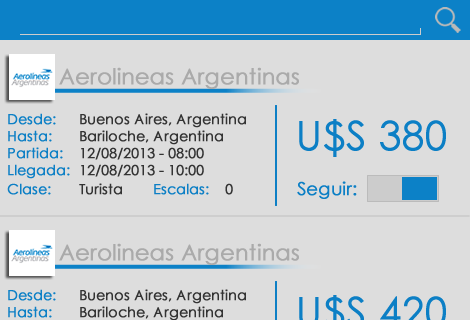 Aerolineas Argentinas
Aerolineas Argentinas
Desde: Buenos Aires, Argentina
Hasta: Bariloche, Argentina
Partida: 12/08/2013 - 08:00
Llegada: 12/08/2013 - 10:00
Clase: Turista Escalas: 0
U$S 380
Seguir:
Aerolineas Argentinas
Aerolineas Argentinas
Desde: Buenos Aires, Argentina
Hasta: Bariloche, Argentina
U$S 420